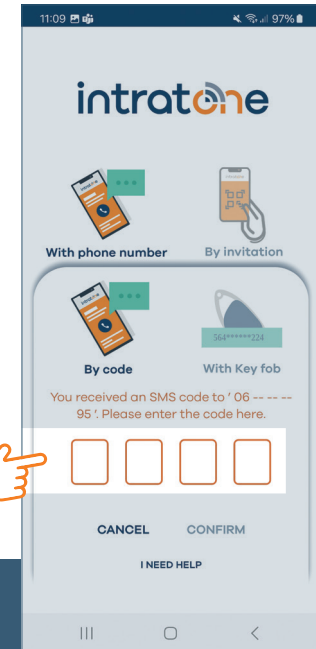 11:09
97%
intratone
With phone number
By invitation
564******224
By code
With Key fob
You received an SMS code to ‘ 06 -- -- --
95 ’. Please enter the code here.
CANCEL
CONFIRM
I NEED HELP